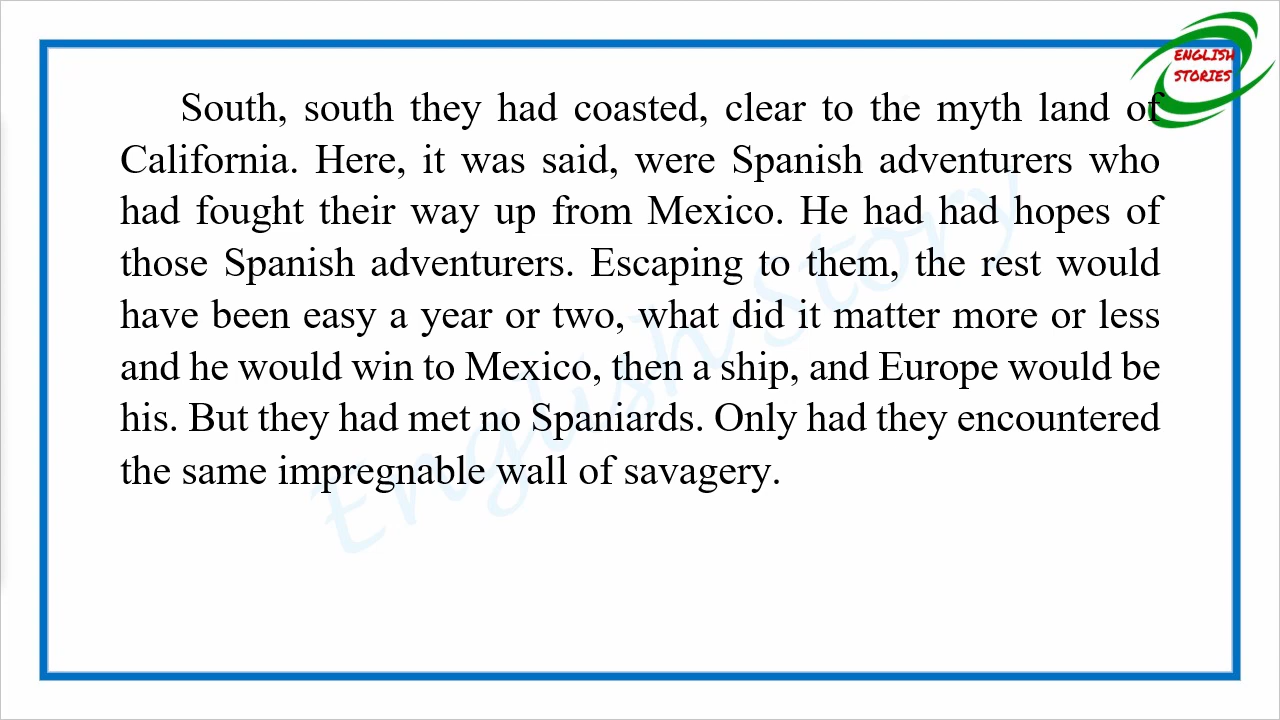 ENGLISH
STORIES
South, south they had coasted, clear to the myth land of
California. Here, it was said, were Spanish adventurers who
had fought their way up from Mexico. He had had hopes of
those Spanish adventurers. Escaping to them, the rest would
have been easy a year or two, what did it matter more or less
and he would win to Mexico, then a ship, and Europe would be
his. But they had met no Spaniards. Only had they encountered
the same impregnable wall of savagery.
English Story